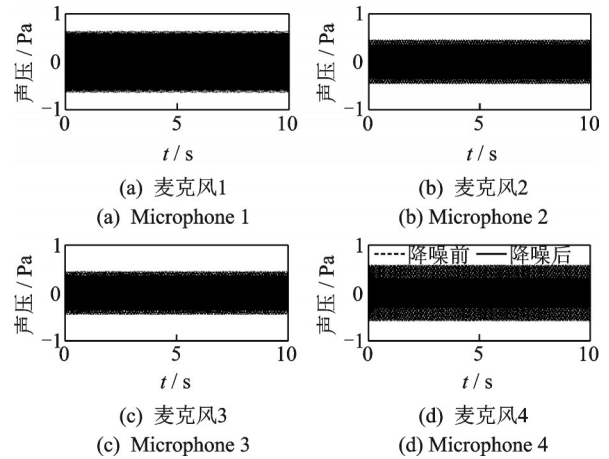 1
0
−1
声压 / Pa
0 5 10
t / s
(a) 麦克风1
(a) Microphone 1
1
0
−1
声压 / Pa
0 5 10
t / s
(b) 麦克风2
(b) Microphone 2
1
0
−1
声压 / Pa
0 5 10
t / s
(c) 麦克风3
(c) Microphone 3
1
0
−1
声压 / Pa
降噪前 降噪后
0 5 10
t / s
(d) 麦克风4
(d) Microphone 4